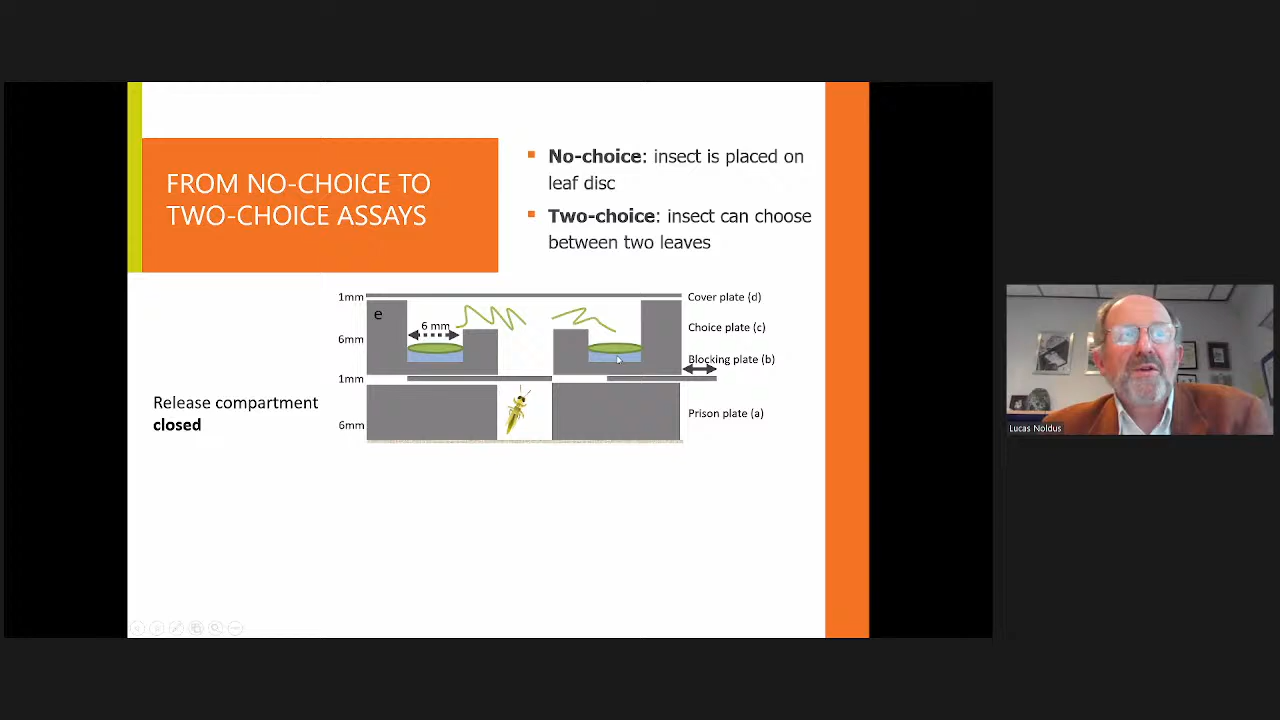 FROM NO-CHOICE TO
TWO-CHOICE ASSAYS
No-choice: insect is placed on
leaf disc
Two-choice: insect can choose
between two leaves
1mm
Cover plate (d)
e
6 mm
Choice plate (c)
6mm
Blocking plate (b)
1mm
Release compartment
closed
Prison plate (a)
6mm
Lucas Noldus